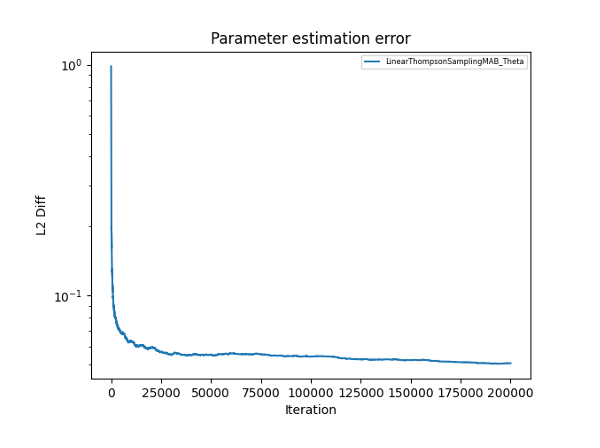 Parameter estimation error
LinearThompsonSamplingMAB_Theta
10⁰
10⁻¹
L2 Diff
0 25000 50000 75000 100000 125000 150000 175000 200000
Iteration